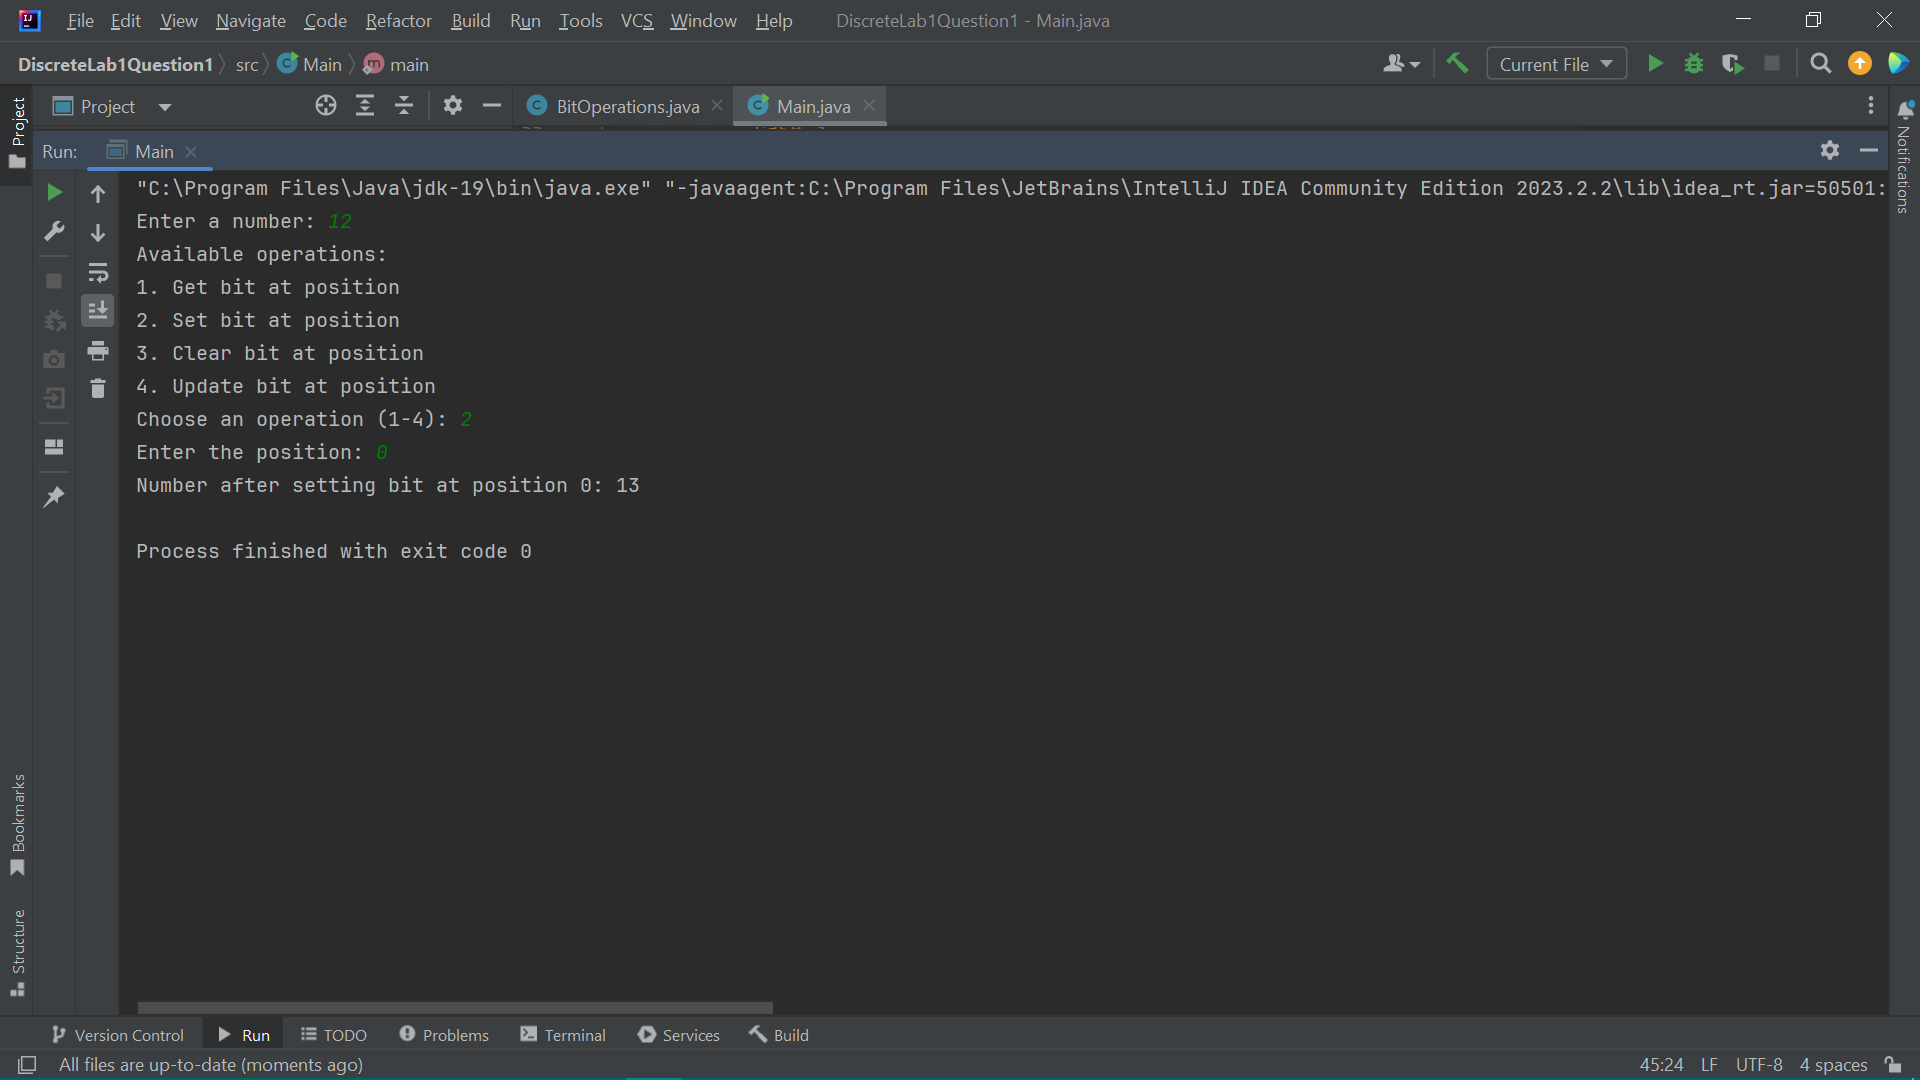 File Edit View Navigate Code Refactor Build Run Tools VCS Window Help DiscreteLab1Question1 - Main.java
DiscreteLab1Question1 src Main main Current File
Project BitOperations.java Main.java
Project
Run: Main
Notifications
"C:\Program Files\Java\jdk-19\bin\java.exe" "-javaagent:C:\Program Files\JetBrains\IntelliJ IDEA Community Edition 2023.2.2\lib\idea_rt.jar=50501:
Enter a number: 12
Available operations:
1. Get bit at position
2. Set bit at position
3. Clear bit at position
4. Update bit at position
Choose an operation (1-4): 2
Enter the position: 0
Number after setting bit at position 0: 13
Process finished with exit code 0
Bookmarks
Structure
Version Control Run TODO Problems Terminal Services Build
All files are up-to-date (moments ago) 45:24 LF UTF-8 4 spaces